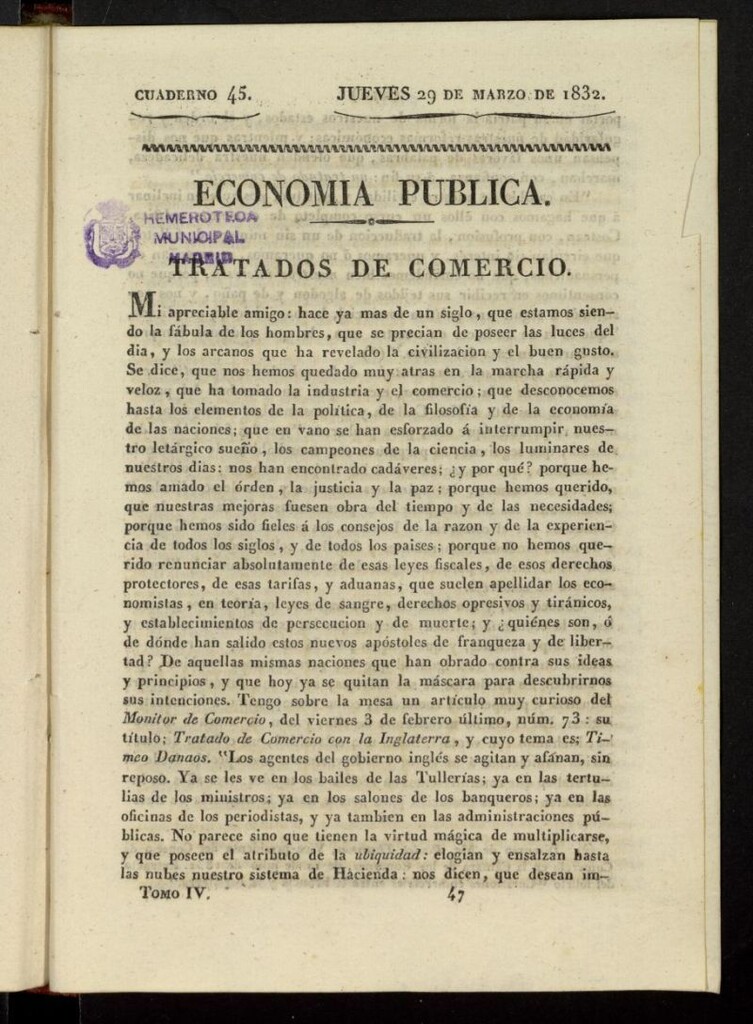 CUADERNO 45. JUEVES 29 DE MARZO DE 1832.
ECONOMIA PUBLICA.
HEMEROTECA
MUNICIPAL
MADRID
TRATADOS DE COMERCIO.
Mi apreciable amigo: hace ya mas de un siglo, que estamos sien-
do la fábula de los hombres, que se precian de poseer las luces del
dia, y los arcanos que ha revelado la civilizacion y el buen gusto.
Se dice, que nos hemos quedado muy atras en la marcha rápida y
veloz, que ha tomado la industria y el comercio; que desconocemos
hasta los elementos de la política, de la filosofía y de la economía
de las naciones; que en vano se han esforzado á interrumpir nues-
tro letárgico sueño, los campeones de la ciencia, los luminares de
nuestros dias: nos han encontrado cadáveres; ¿y por qué? porque he-
mos amado el órden, la justicia y la paz; porque hemos querido,
que nuestras mejoras fuesen obra del tiempo y de las necesidades;
porque hemos sido fieles á los consejos de la razon y de la experien-
cia de todos los siglos, y de todos los paises; porque no hemos que-
rido renunciar absolutamente de esas leyes fiscales, de esos derechos
protectores, de esas tarifas, y aduanas, que suelen apellidar los eco-
nomistas, en teoría, leyes de sangre, derechos opresivos y tiránicos,
y establecimientos de persecucion y de muerte; y ¿quiénes son, ó
de dónde han salido estos nuevos apóstoles de franqueza y de liber-
tad? De aquellas mismas naciones que han obrado contra sus ideas
y principios, y que hoy ya se quitan la máscara para descubrirnos
sus intenciones. Tengo sobre la mesa un artículo muy curioso del
Monitor de Comercio, del viernes 3 de febrero último, núm. 73: su
título; Tratado de Comercio con la Inglaterra, y cuyo tema es; Ti-
meo Danaos. "Los agentes del gobierno inglés se agitan y afanan, sin
reposo. Ya se les ve en los bailes de las Tullerías; ya en las tertu-
lias de los ministros; ya en los salones de los banqueros; ya en las
oficinas de los periodistas, y ya tambien en las administraciones pú-
blicas. No parece sino que tienen la virtud mágica de multiplicarse,
y que poseen el atributo de la ubiquidad: elogian y ensalzan hasta
las nubes nuestro sistema de Hacienda: nos dicen, que desean im-
TOMO IV. 47